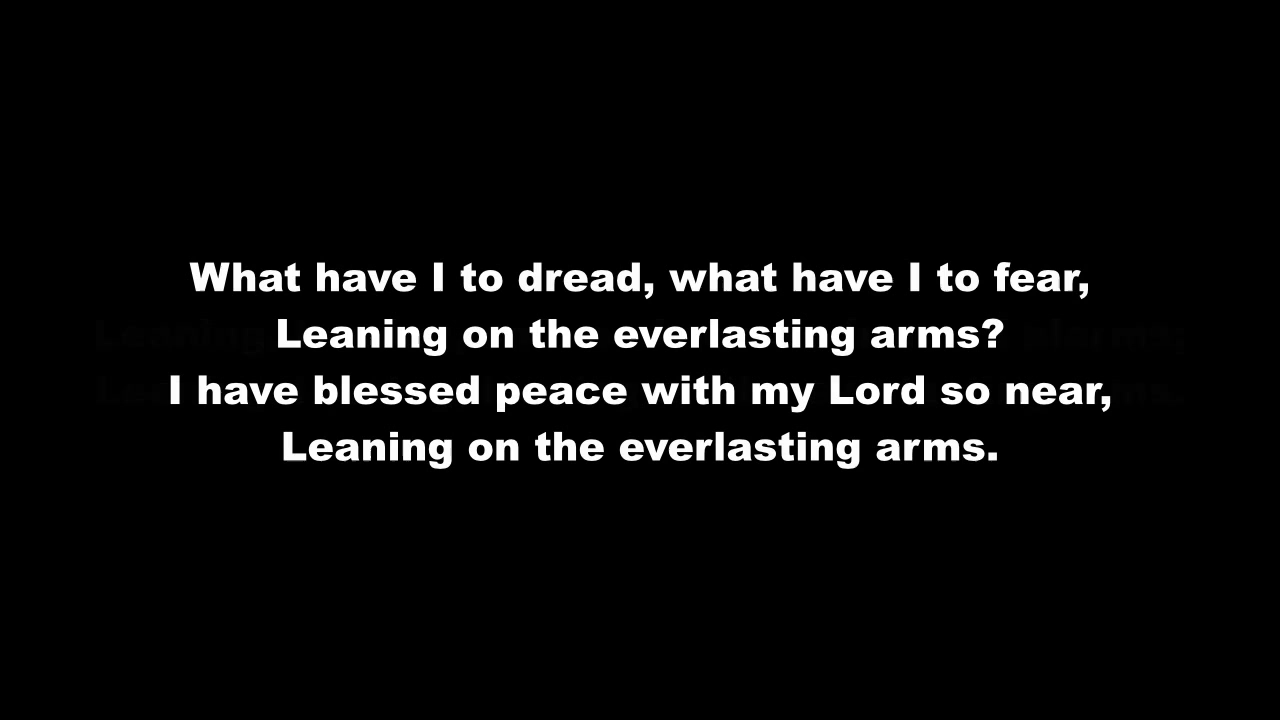 What have I to dread, what have I to fear,
Leaning on the everlasting arms?
I have blessed peace with my Lord so near,
Leaning on the everlasting arms.